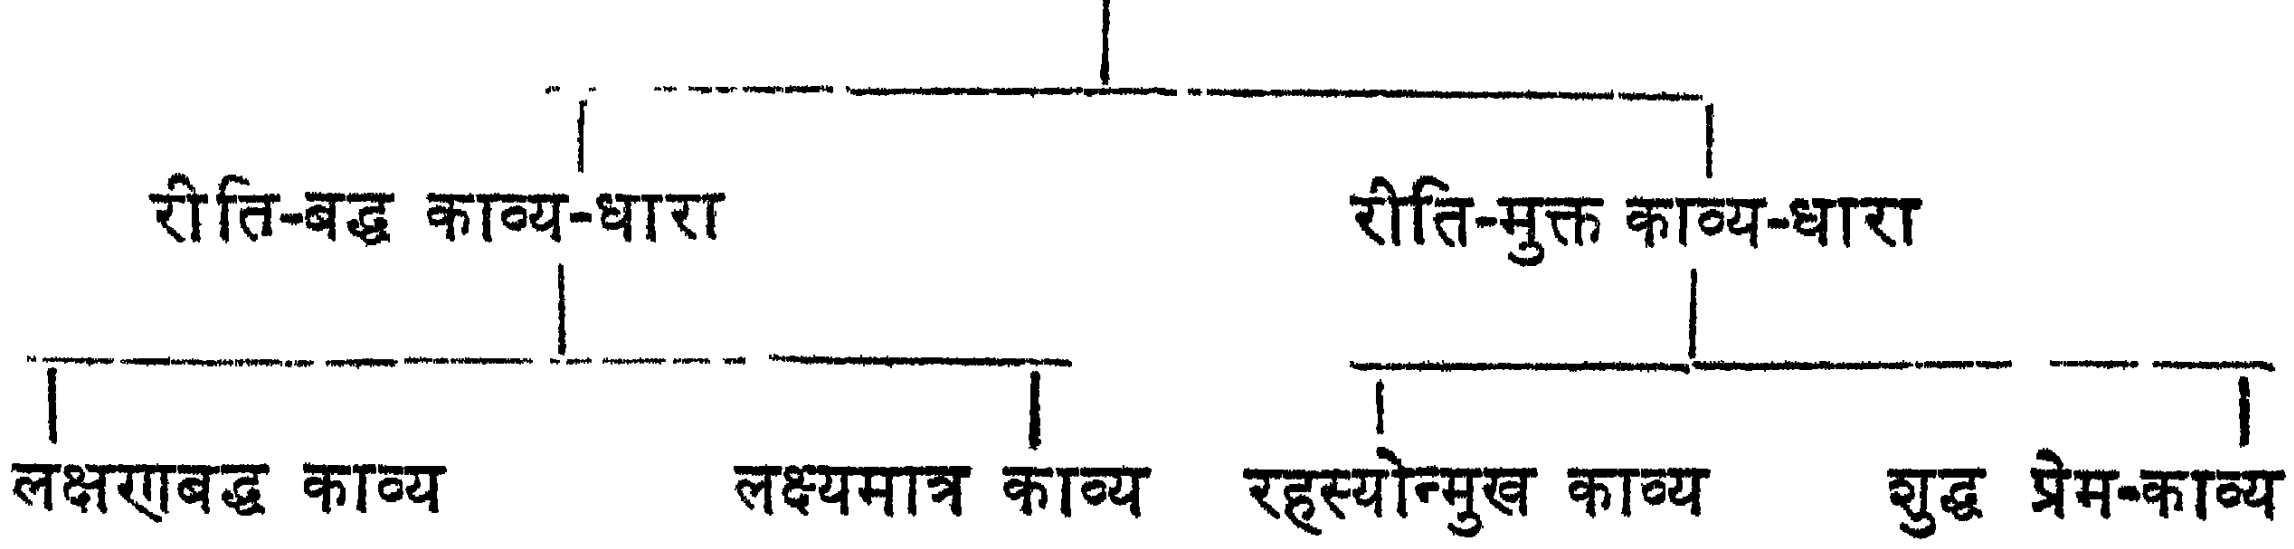 रीति-बद्ध काव्य-धारा रीति-मुक्त काव्य-धारा
लक्षणबद्ध काव्य लक्ष्यमात्र काव्य रहस्योन्मुख काव्य शुद्ध प्रेम-काव्य